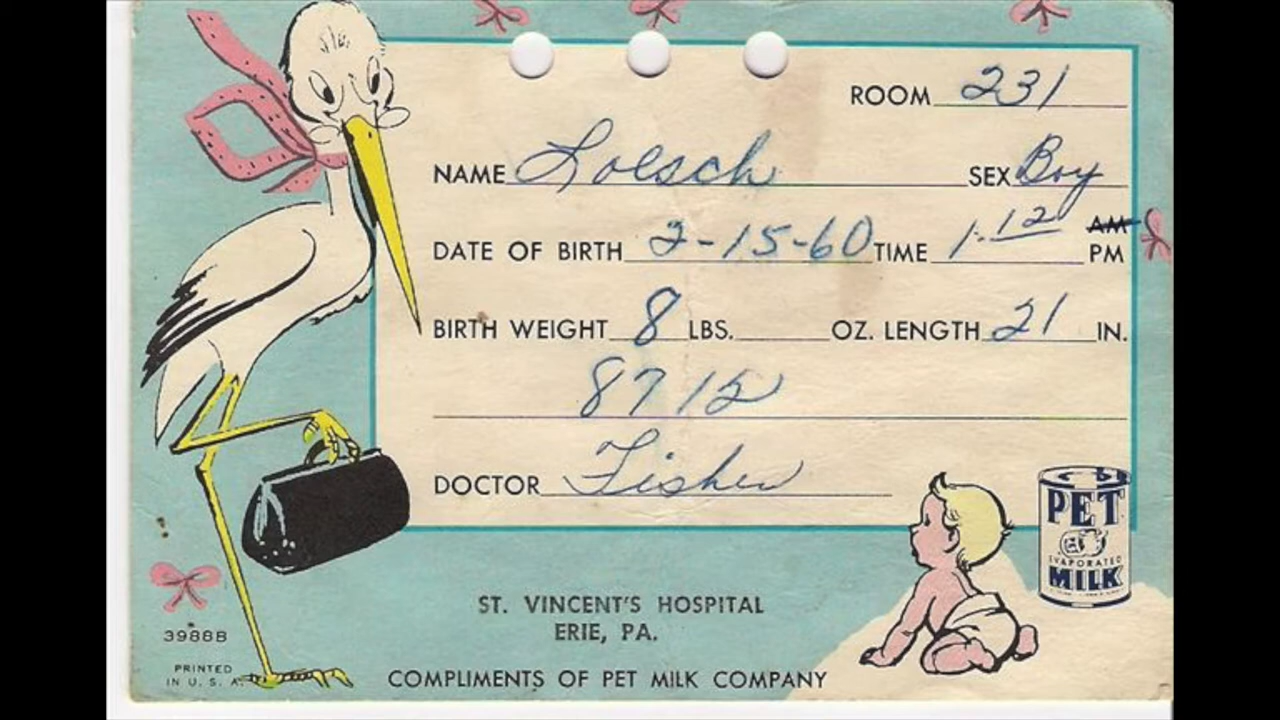 ROOM 231
NAME Loesch SEX Boy
DATE OF BIRTH 2-15-60 TIME 1:12 AM PM
BIRTH WEIGHT 8 LBS. OZ. LENGTH 21 IN.
8715
DOCTOR Fisher
PET
EVAPORATED
MILK
ST. VINCENT'S HOSPITAL
ERIE, PA.
3988B
PRINTED
IN U. S. A.
COMPLIMENTS OF PET MILK COMPANY